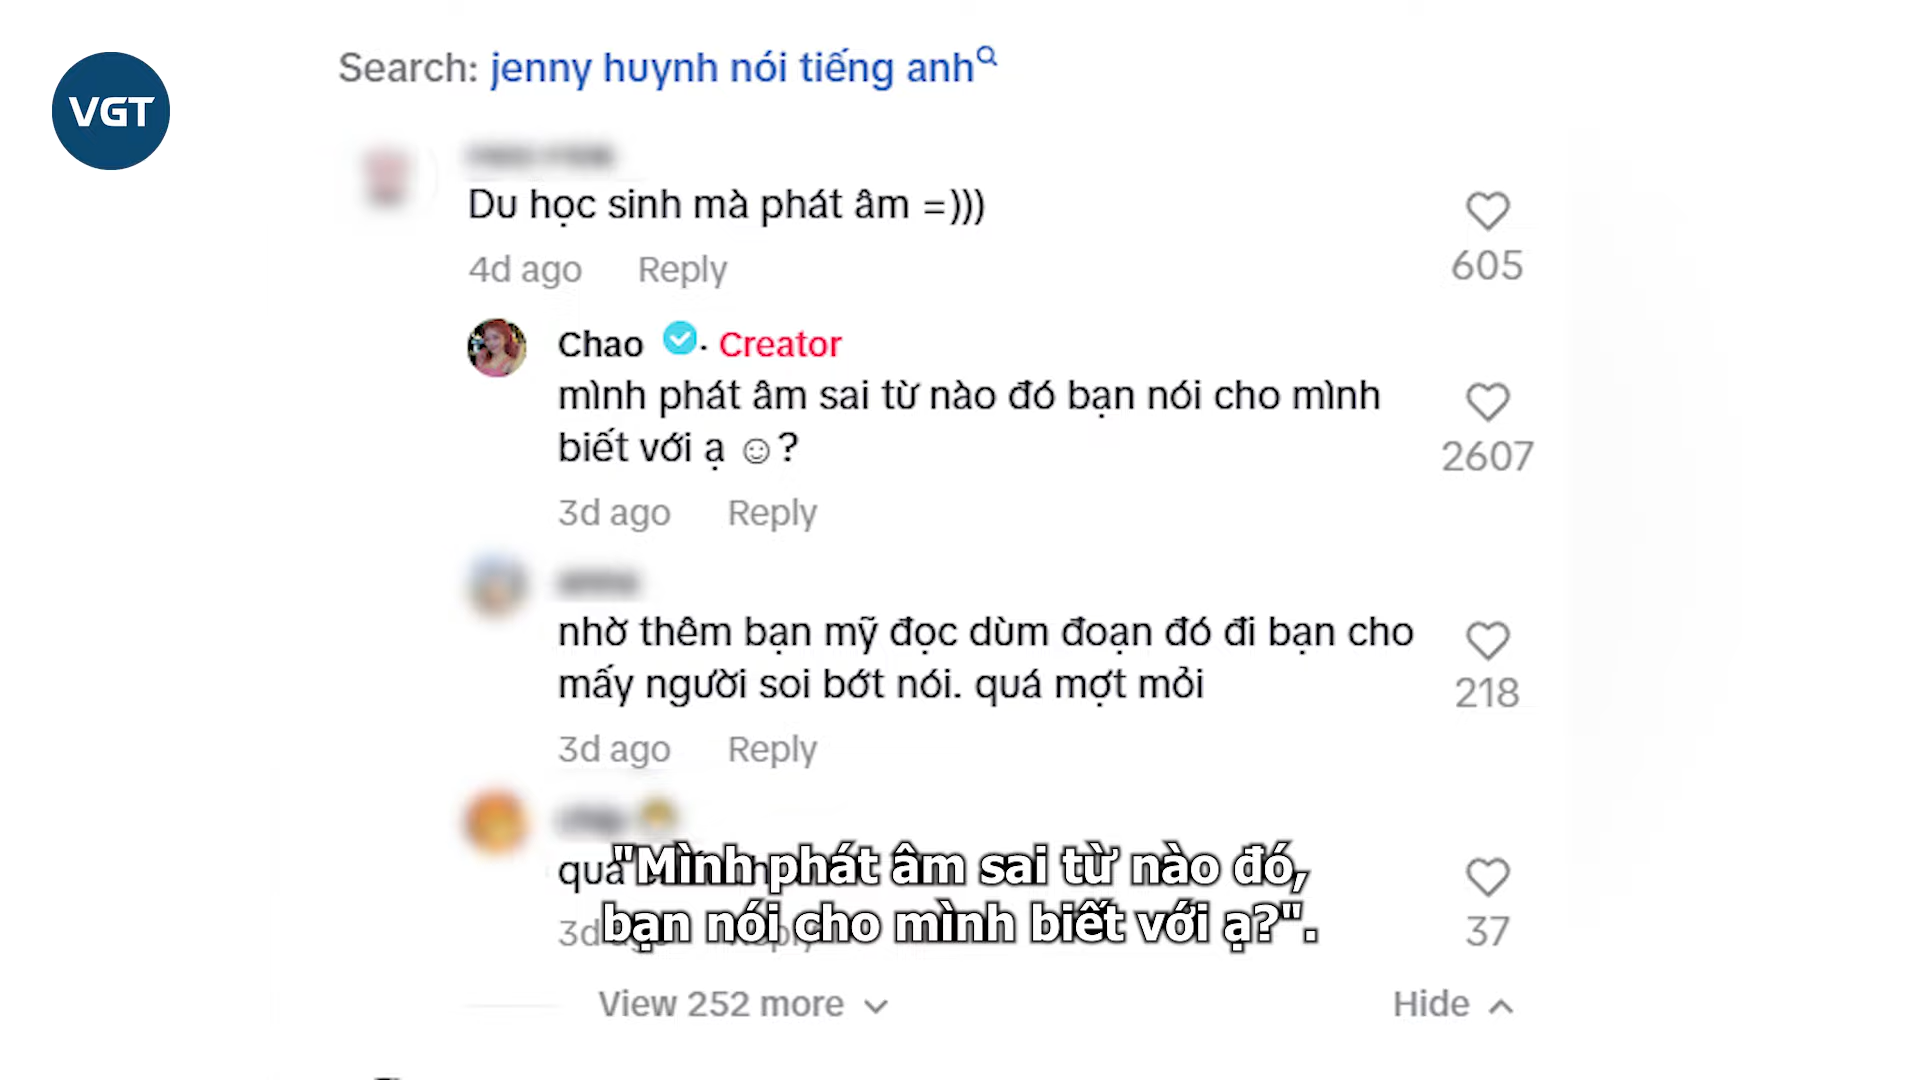 VGT
Search: jenny huynh nói tiếng anh
Du học sinh mà phát âm =)))
605
4d ago Reply
Chao · Creator
mình phát âm sai từ nào đó bạn nói cho mình
biết với ạ ☺?
2607
3d ago Reply
nhờ thêm bạn mỹ đọc dùm đoạn đó đi bạn cho
mấy người soi bớt nói. quá mợt mỏi
218
3d ago Reply
"Mình phát âm sai từ nào đó,
bạn nói cho mình biết với ạ?".
37
View 252 more
Hide